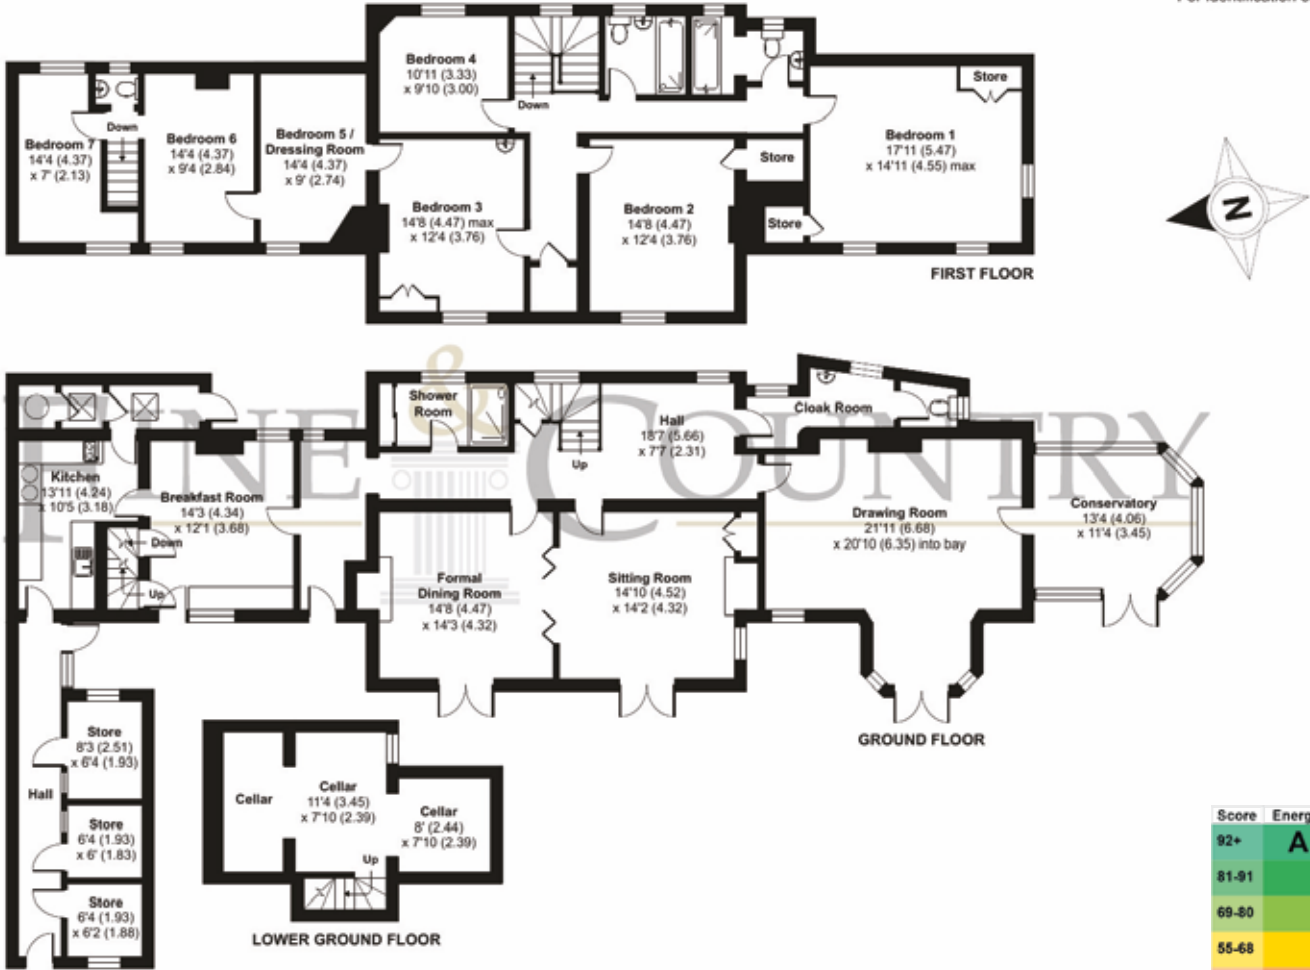 Bedroom 4
10'11 (3.33)
x 9'10 (3.00)
Down
Store
Bedroom 7
14'4 (4.37)
x 7' (2.13)
Down
Bedroom 6
14'4 (4.37)
x 9'4 (2.84)
Bedroom 5 /
Dressing Room
14'4 (4.37)
x 9' (2.74)
Bedroom 3
14'8 (4.47) max
x 12'4 (3.76)
Bedroom 2
14'8 (4.47)
x 12'4 (3.76)
Store
Store
Bedroom 1
17'11 (5.47)
x 14'11 (4.55) max
N
FIRST FLOOR
FINE & COUNTRY
Shower
Room
Hall
18'7 (5.66)
x 7'7 (2.31)
Up
Cloak Room
Kitchen
13'11 (4.24)
x 10'5 (3.18)
Breakfast Room
14'3 (4.34)
x 12'1 (3.68)
Down
Up
Formal
Dining Room
14'8 (4.47)
x 14'3 (4.32)
Sitting Room
14'10 (4.52)
x 14'2 (4.32)
Drawing Room
21'11 (6.68)
x 20'10 (6.35) into bay
Conservatory
13'4 (4.06)
x 11'4 (3.45)
GROUND FLOOR
Store
8'3 (2.51)
x 6'4 (1.93)
Hall
Store
6'4 (1.93)
x 6' (1.83)
Store
6'4 (1.93)
x 6'2 (1.88)
Cellar
Cellar
11'4 (3.45)
x 7'10 (2.39)
Cellar
8' (2.44)
x 7'10 (2.39)
Up
LOWER GROUND FLOOR
Score Energ
92+ A
81-91
69-80
55-68